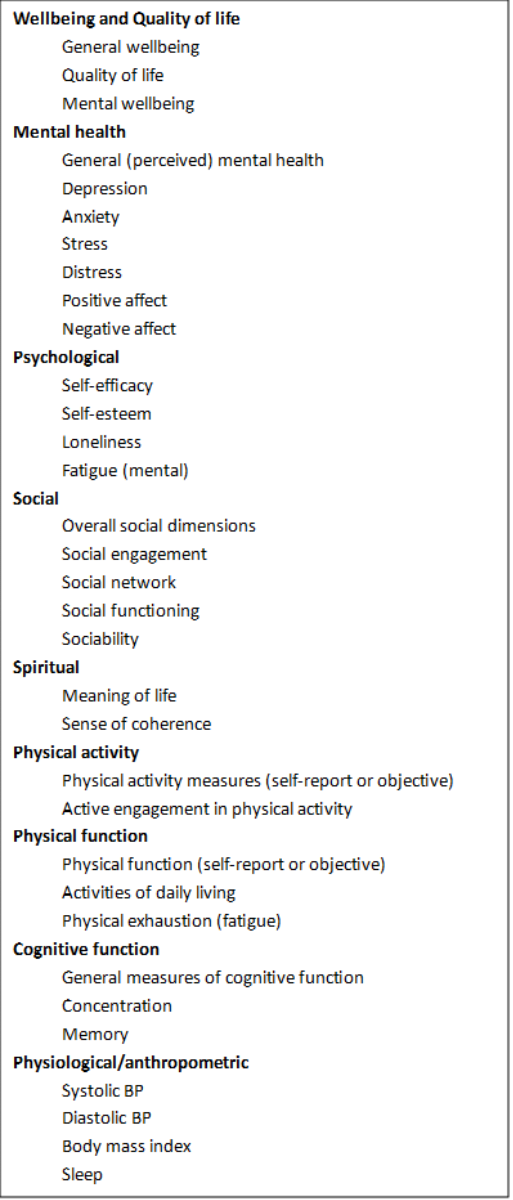 Wellbeing and Quality of life
General wellbeing
Quality of life
Mental wellbeing
Mental health
General (perceived) mental health
Depression
Anxiety
Stress
Distress
Positive affect
Negative affect
Psychological
Self-efficacy
Self-esteem
Loneliness
Fatigue (mental)
Social
Overall social dimensions
Social engagement
Social network
Social functioning
Sociability
Spiritual
Meaning of life
Sense of coherence
Physical activity
Physical activity measures (self-report or objective)
Active engagement in physical activity
Physical function
Physical function (self-report or objective)
Activities of daily living
Physical exhaustion (fatigue)
Cognitive function
General measures of cognitive function
Concentration
Memory
Physiological/anthropometric
Systolic BP
Diastolic BP
Body mass index
Sleep